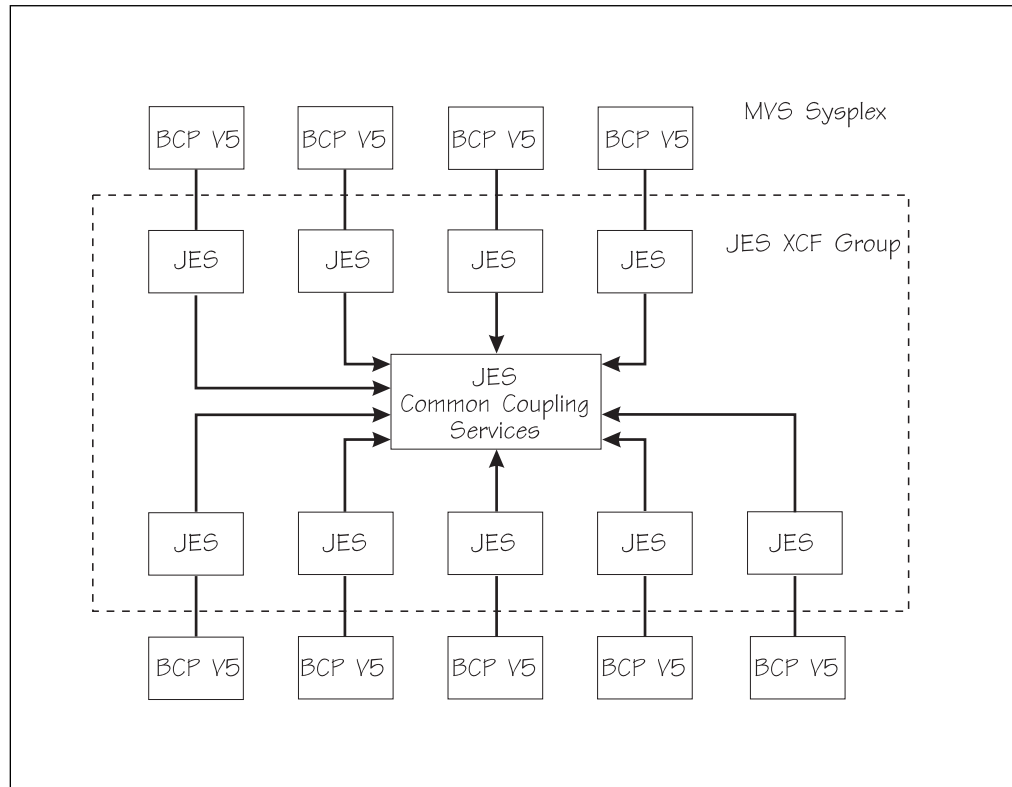 MVS Sysplex
BCP V5
BCP V5
BCP V5
BCP V5
JES XCF Group
JES
JES
JES
JES
JES
Common Coupling
Services
JES
JES
JES
JES
JES
BCP V5
BCP V5
BCP V5
BCP V5
BCP V5